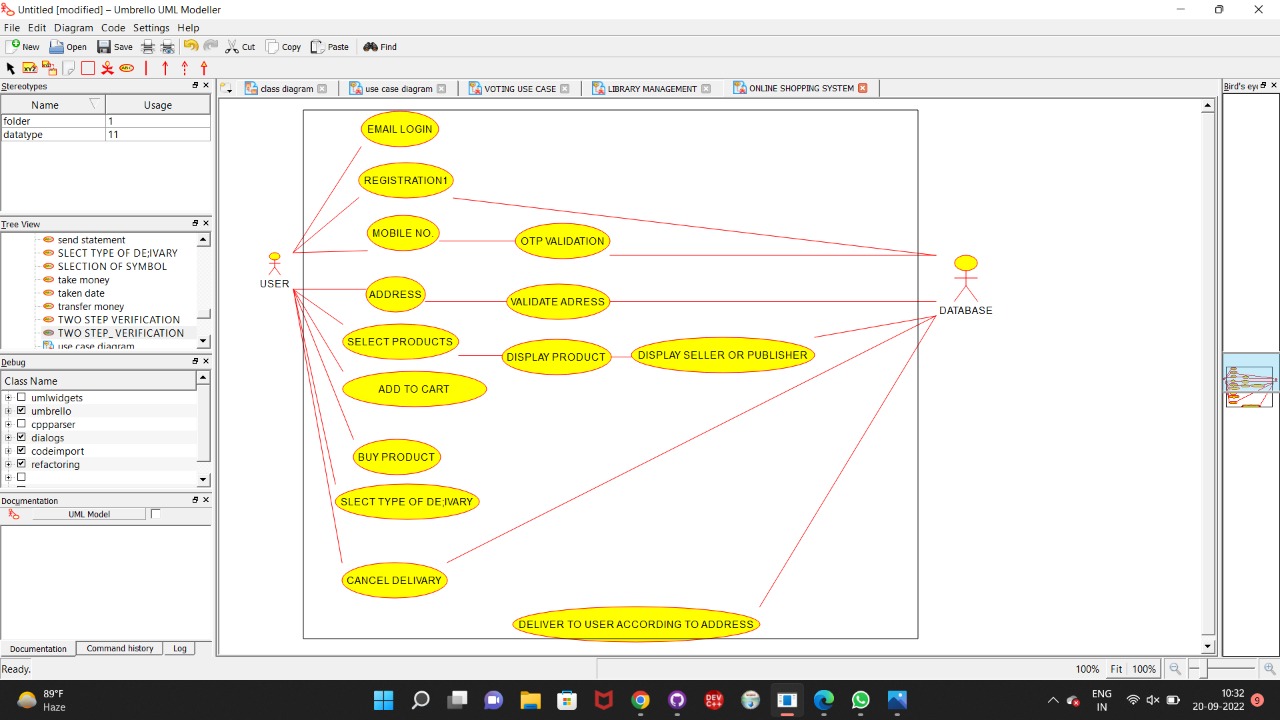 Untitled [modified] – Umbrello UML Modeller
File Edit Diagram Code Settings Help
New Open Save Cut Copy Paste Find
Stereotypes
Name Usage
folder 1
datatype 11
Tree View
send statement
SLECT TYPE OF DE;IVARY
SLECTION OF SYMBOL
take money
taken date
transfer money
TWO STEP VERIFICATION
TWO STEP_ VERIFICATION
use case diagram
Debug
Class Name
umlwidgets
umbrello
cppparser
dialogs
codeimport
refactoring
Documentation
UML Model
Documentation Command history Log
Ready.
class diagram use case diagram VOTING USE CASE LIBRARY MANAGEMENT ONLINE SHOPPING SYSTEM
Bird's eye
EMAIL LOGIN
REGISTRATION1
MOBILE NO.
OTP VALIDATION
USER
ADDRESS
VALIDATE ADRESS
DATABASE
SELECT PRODUCTS
DISPLAY PRODUCT
DISPLAY SELLER OR PUBLISHER
ADD TO CART
BUY PRODUCT
SLECT TYPE OF DE;IVARY
CANCEL DELIVARY
DELIVER TO USER ACCORDING TO ADDRESS
100% Fit 100%
89°F
Haze
DEV
C++
ENG
IN
10:32
20-09-2022
9